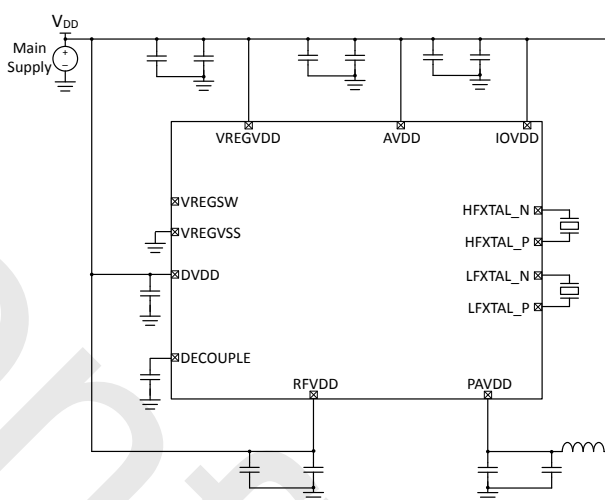 VDD
Main
Supply
+
−
VREGVDD
AVDD
IOVDD
VREGSW
HFXTAL_N
VREGVSS
HFXTAL_P
DVDD
LFXTAL_N
LFXTAL_P
DECOUPLE
RFVDD
PAVDD